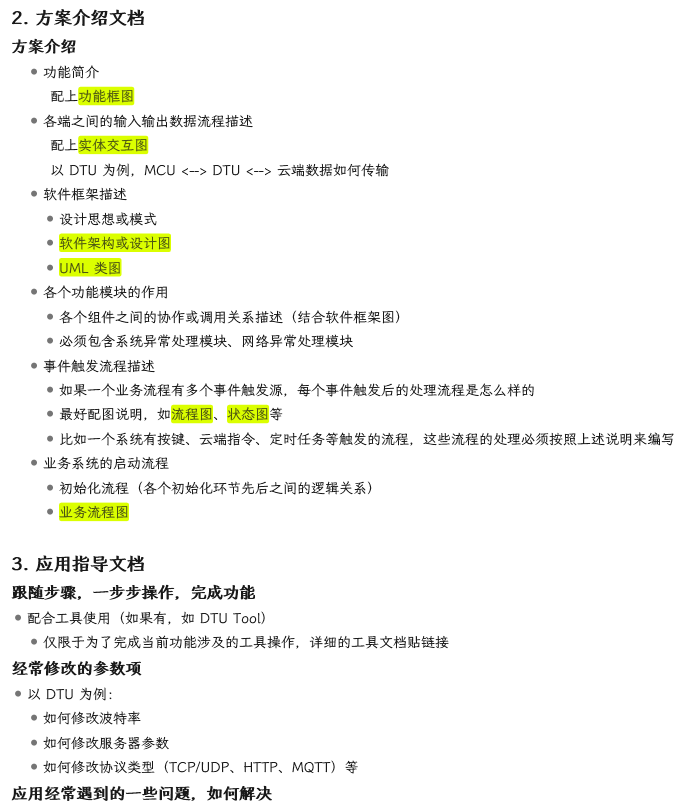 2. 方案介绍文档
方案介绍
功能简介
配上功能框图
各端之间的输入输出数据流程描述
配上实体交互图
以 DTU 为例，MCU <--> DTU <--> 云端数据如何传输
软件框架描述
设计思想或模式
软件架构或设计图
UML 类图
各个功能模块的作用
各个组件之间的协作或调用关系描述（结合软件框架图）
必须包含系统异常处理模块、网络异常处理模块
事件触发流程描述
如果一个业务流程有多个事件触发源，每个事件触发后的处理流程是怎么样的
最好配图说明，如流程图、状态图等
比如一个系统有按键、云端指令、定时任务等触发的流程，这些流程的处理必须按照上述说明来编写
业务系统的启动流程
初始化流程（各个初始化环节先后之间的逻辑关系）
业务流程图
3. 应用指导文档
跟随步骤，一步步操作，完成功能
配合工具使用（如果有，如 DTU Tool）
仅限于为了完成当前功能涉及的工具操作，详细的工具文档贴链接
经常修改的参数项
以 DTU 为例：
如何修改波特率
如何修改服务器参数
如何修改协议类型（TCP/UDP、HTTP、MQTT）等
应用经常遇到的一些问题，如何解决